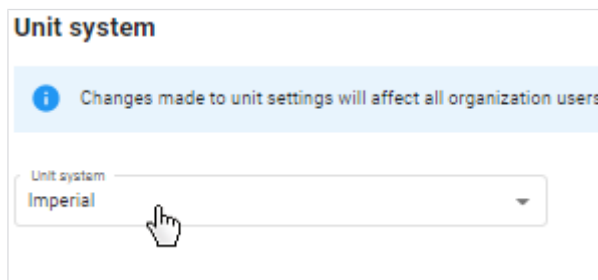 Unit system
Changes made to unit settings will affect all organization users
Unit system
Imperial